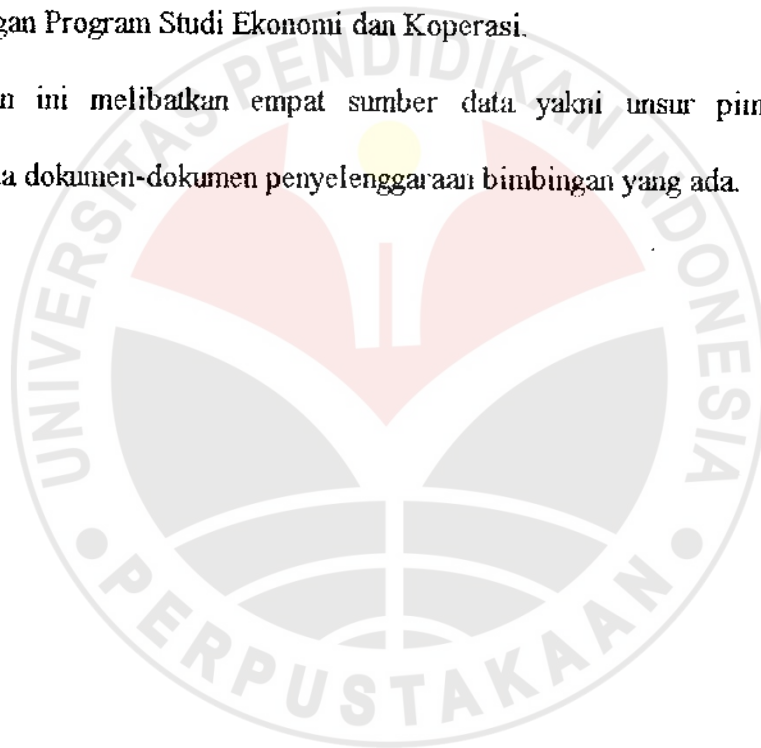 gan Program Studi Ekonomi dan Koperasi.
n ini melibatkan empat sumber data yakni unsur pim
a dokumen-dokumen penyelenggaraan bimbingan yang ada.
UNIVERSITAS PENDIDIKAN INDONESIA
PERPUSTAKAAN